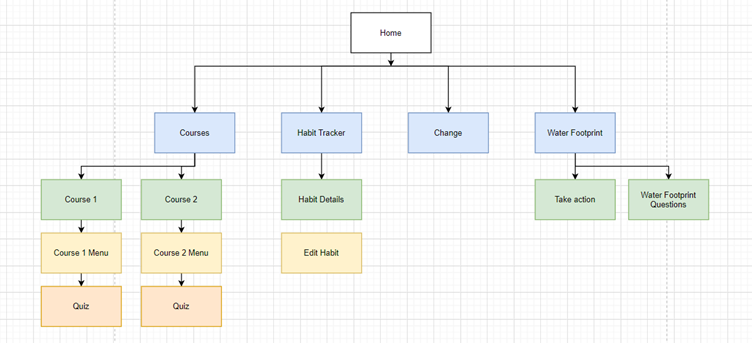 Home
Courses
Habit Tracker
Change
Water Footprint
Course 1
Course 2
Habit Details
Take action
Water Footprint
Questions
Course 1 Menu
Course 2 Menu
Edit Habit
Quiz
Quiz